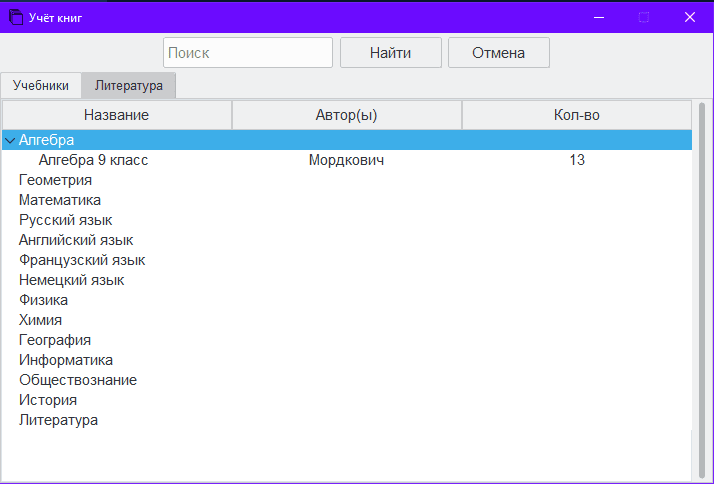 Учёт книг
Поиск Найти Отмена
Учебники Литература
Название Автор(ы) Кол-во
Алгебра
Алгебра 9 класс Мордкович 13
Геометрия
Математика
Русский язык
Английский язык
Французский язык
Немецкий язык
Физика
Химия
География
Информатика
Обществознание
История
Литература